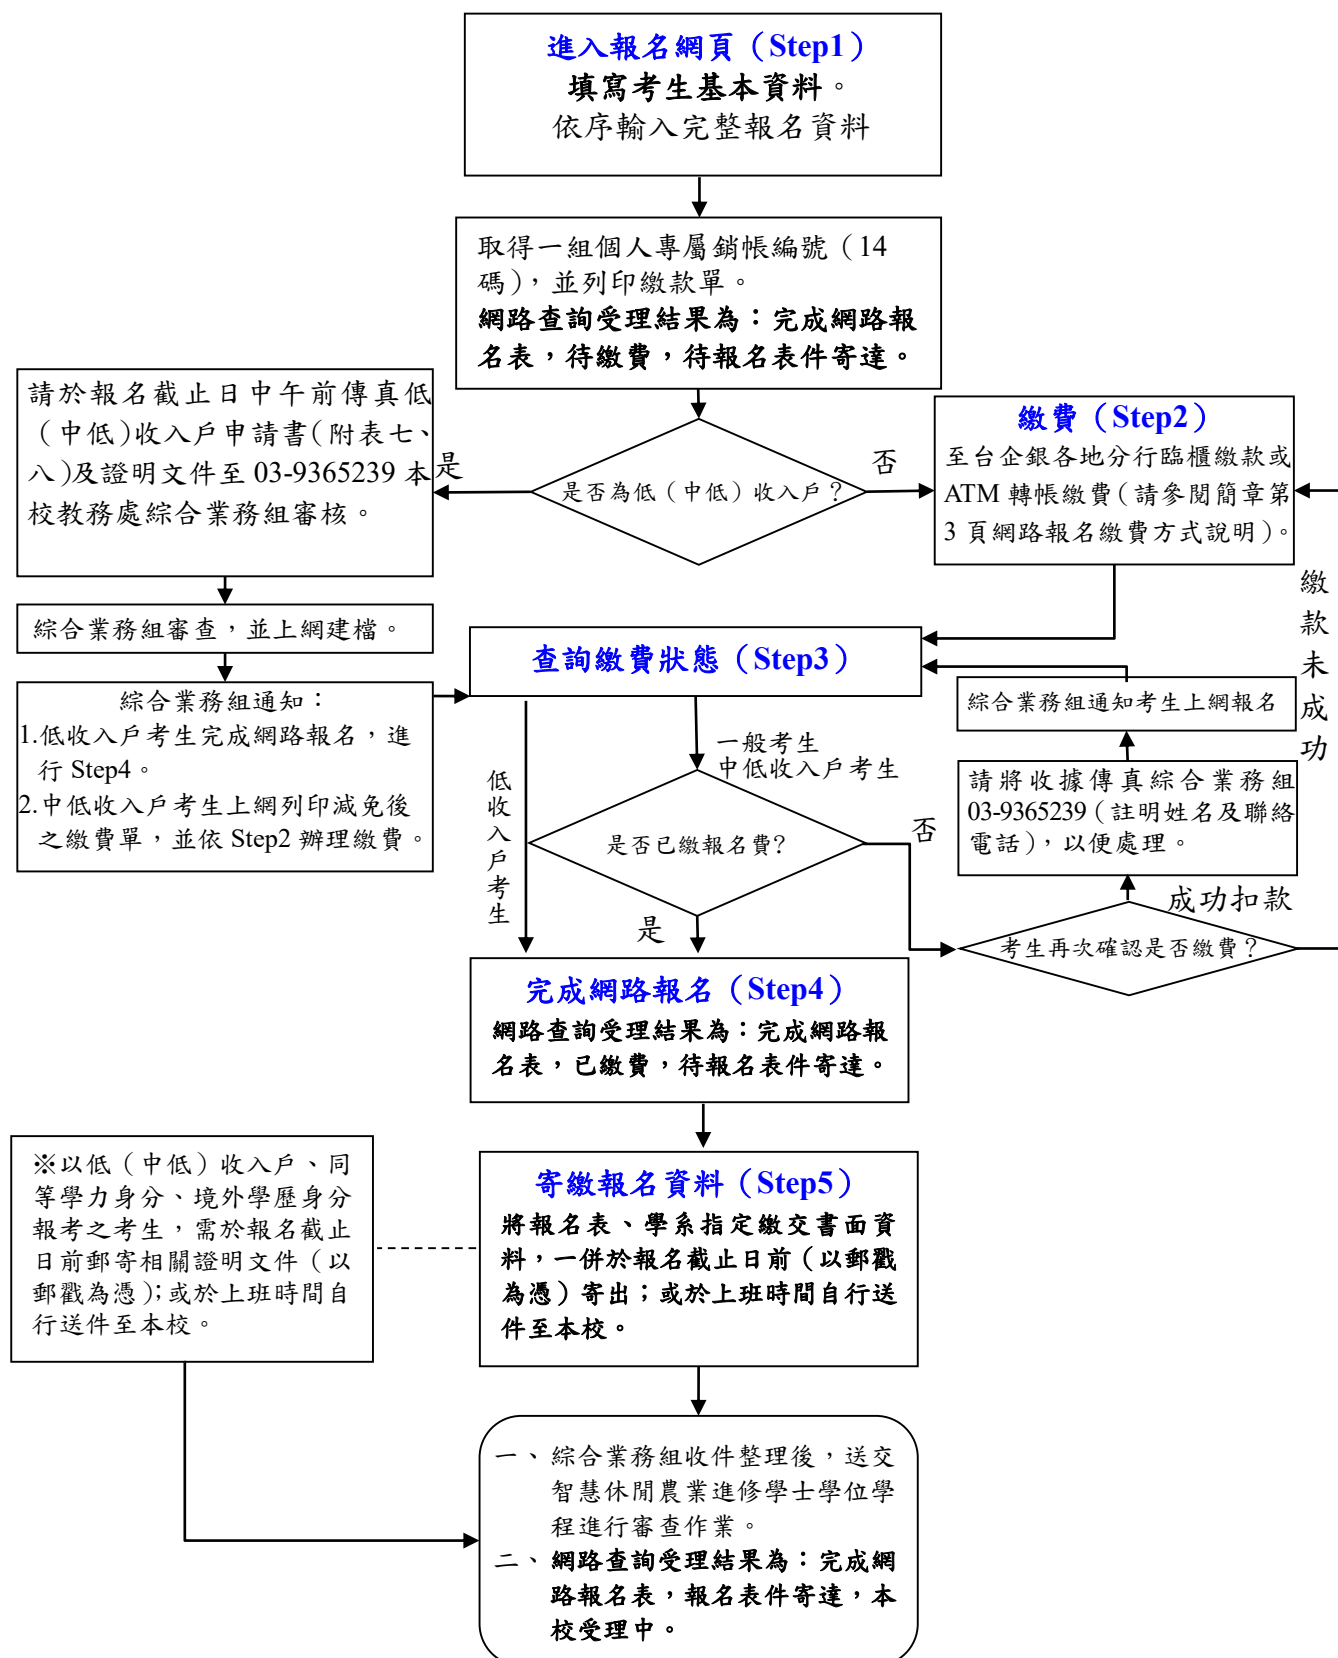 進入報名網頁（Step1）
填寫考生基本資料。
依序輸入完整報名資料
取得一組個人專屬銷帳編號（14
碼），並列印繳款單。
網路查詢受理結果為：完成網路報
名表，待繳費，待報名表件寄達。
是否為低（中低）收入戶？
是
否
請於報名截止日中午前傳真低
（中低）收入戶申請書（附表七、
八）及證明文件至 03-9365239 本
校教務處綜合業務組審核。
繳費（Step2）
至台企銀各地分行臨櫃繳款或
ATM 轉帳繳費（請參閱簡章第
3 頁網路報名繳費方式說明）。
繳款未成功
綜合業務組審查，並上網建檔。
綜合業務組通知：
1.低收入戶考生完成網路報名，進
行 Step4。
2.中低收入戶考生上網列印減免後
之繳費單，並依 Step2 辦理繳費。
查詢繳費狀態（Step3）
低收入戶考生
一般考生
中低收入戶考生
是否已繳報名費?
是
否
綜合業務組通知考生上網報名
請將收據傳真綜合業務組
03-9365239（註明姓名及聯絡
電話），以便處理。
成功扣款
考生再次確認是否繳費？
完成網路報名（Step4）
網路查詢受理結果為：完成網路報
名表，已繳費，待報名表件寄達。
※以低（中低）收入戶、同
等學力身分、境外學歷身分
報考之考生，需於報名截止
日前郵寄相關證明文件（以
郵戳為憑）；或於上班時間自
行送件至本校。
寄繳報名資料（Step5）
將報名表、學系指定繳交書面資
料，一併於報名截止日前（以郵戳
為憑）寄出；或於上班時間自行送
件至本校。
一、綜合業務組收件整理後，送交
智慧休閒農業進修學士學位學
程進行審查作業。
二、網路查詢受理結果為：完成網
路報名表，報名表件寄達，本
校受理中。